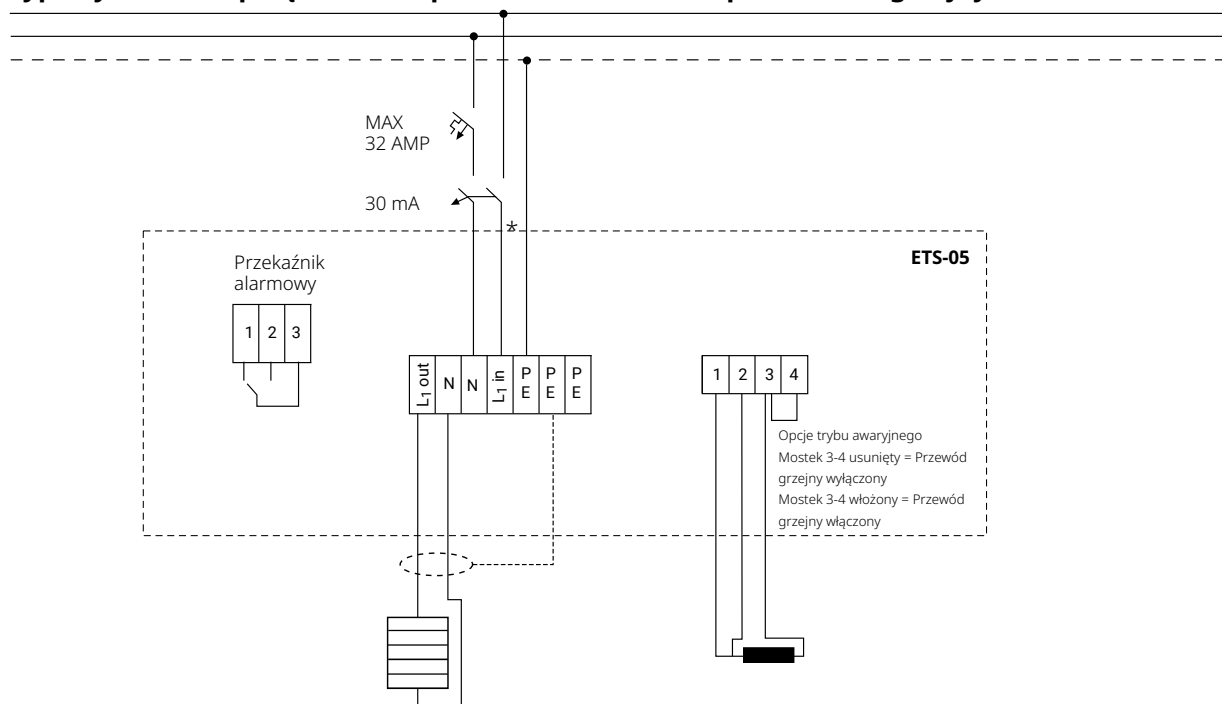 MAX
32 AMP
30 mA
*
ETS-05
Przekaźnik
alarmowy
1 2 3
L1 out N N L1 in PE PE PE
1 2 3 4
Opcje trybu awaryjnego
Mostek 3-4 usunięty = Przewód
grzejny wyłączony
Mostek 3-4 włożony = Przewód
grzejny włączony